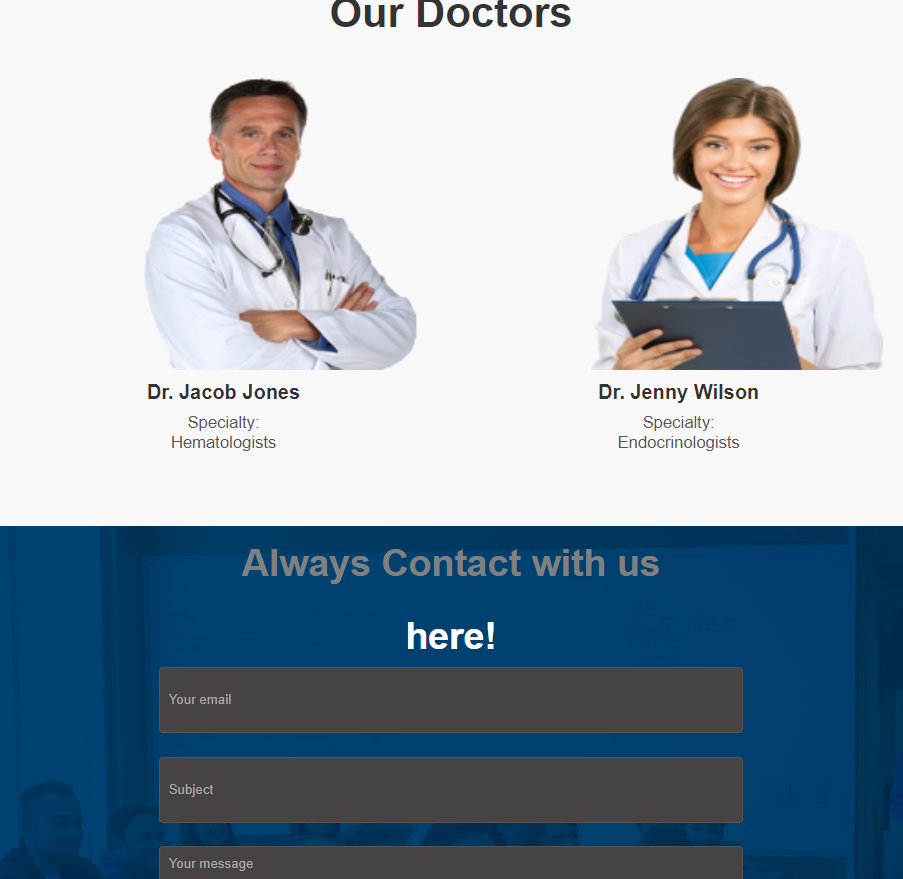 Our Doctors
Dr. Jacob Jones
Specialty:
Hematologists
Dr. Jenny Wilson
Specialty:
Endocrinologists
Always Contact with us
here!
Your email
Subject
Your message